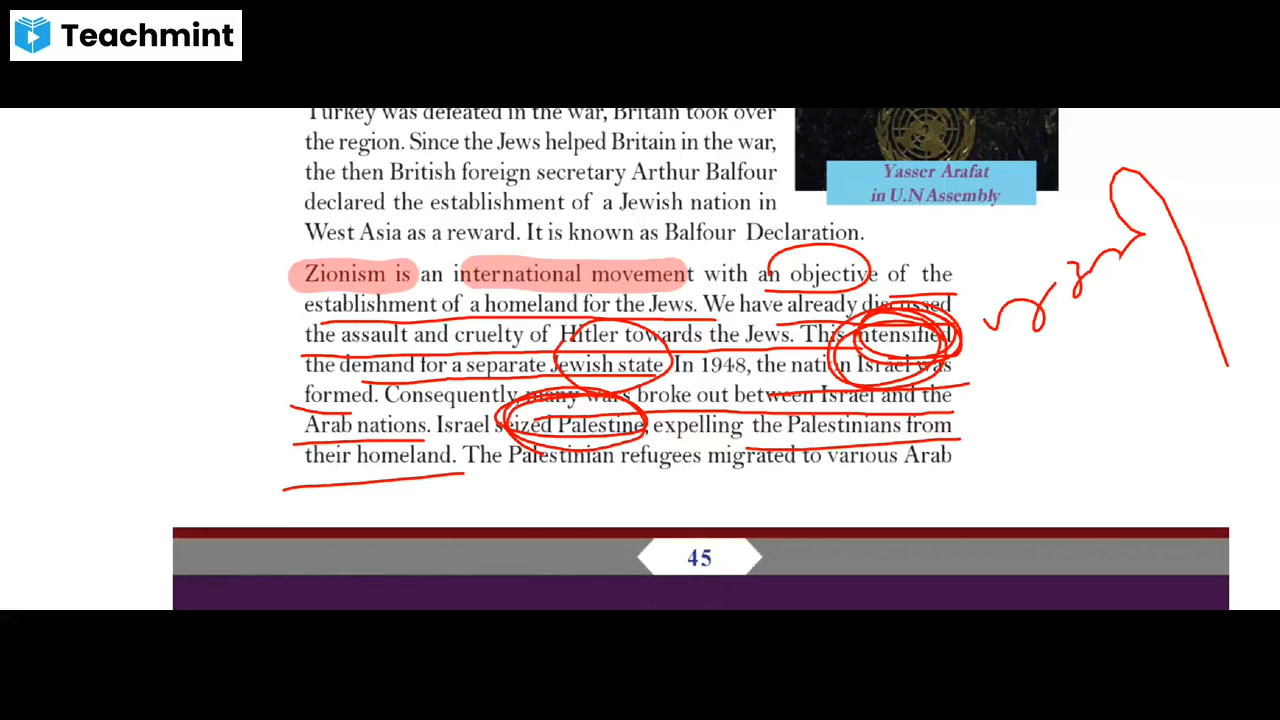 Teachmint
Turkey was defeated in the war, Britain took over
the region. Since the Jews helped Britain in the war,
the then British foreign secretary Arthur Balfour
declared the establishment of a Jewish nation in
West Asia as a reward. It is known as Balfour Declaration.
Yasser Arafat
in U.N Assembly
Zionism is an international movement with an objective of the
establishment of a homeland for the Jews. We have already discussed
the assault and cruelty of Hitler towards the Jews. This intensified
the demand for a separate Jewish state. In 1948, the nation Israel was
formed. Consequently, many wars broke out between Israel and the
Arab nations. Israel seized Palestine, expelling the Palestinians from
their homeland. The Palestinian refugees migrated to various Arab
45